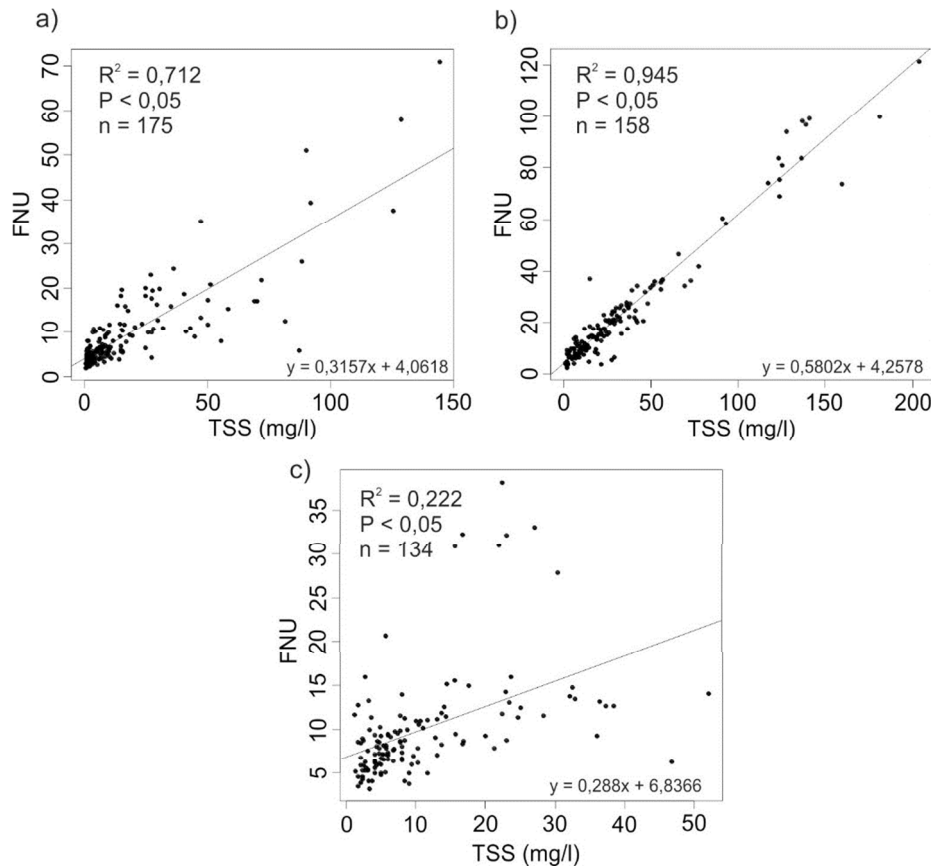 a)
R² = 0,712
P < 0,05
n = 175
70
60
50
40
30
20
10
0
FNU
y = 0,3157x + 4,0618
0 50 100 150
TSS (mg/l)
b)
R² = 0,945
P < 0,05
n = 158
120
100
80
60
40
20
0
FNU
y = 0,5802x + 4,2578
0 50 100 150 200
TSS (mg/l)
c)
R² = 0,222
P < 0,05
n = 134
35
30
25
20
15
10
5
FNU
y = 0,288x + 6,8366
0 10 20 30 40 50
TSS (mg/l)